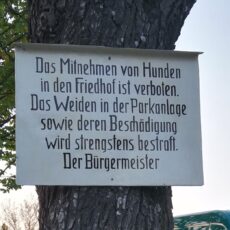 Das Mitnehmen von Hunden
in den Friedhof ist verboten.
Das Weiden in der Parkanlage
sowie deren Beschädigung
wird strengstens bestraft.
Der Bürgermeister